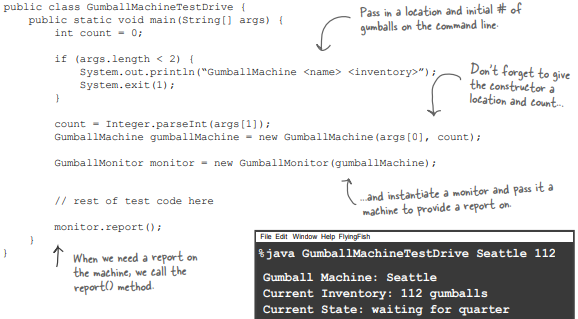 public class GumballMachineTestDrive {
public static void main(String[] args) {
int count = 0;
if (args.length < 2) {
System.out.println(“GumballMachine <name> <inventory>”);
System.exit(1);
}
count = Integer.parseInt(args[1]);
GumballMachine gumballMachine = new GumballMachine(args[0], count);
GumballMonitor monitor = new GumballMonitor(gumballMachine);
// rest of test code here
monitor.report();
}
}
Pass in a location and initial # of
gumballs on the command line.
Don't forget to give
the constructor a
location and count...
...and instantiate a monitor and pass it a
machine to provide a report on.
When we need a report on
the machine, we call the
report() method.
File Edit Window Help FlyingFish
%java GumballMachineTestDrive Seattle 112
Gumball Machine: Seattle
Current Inventory: 112 gumballs
Current State: waiting for quarter